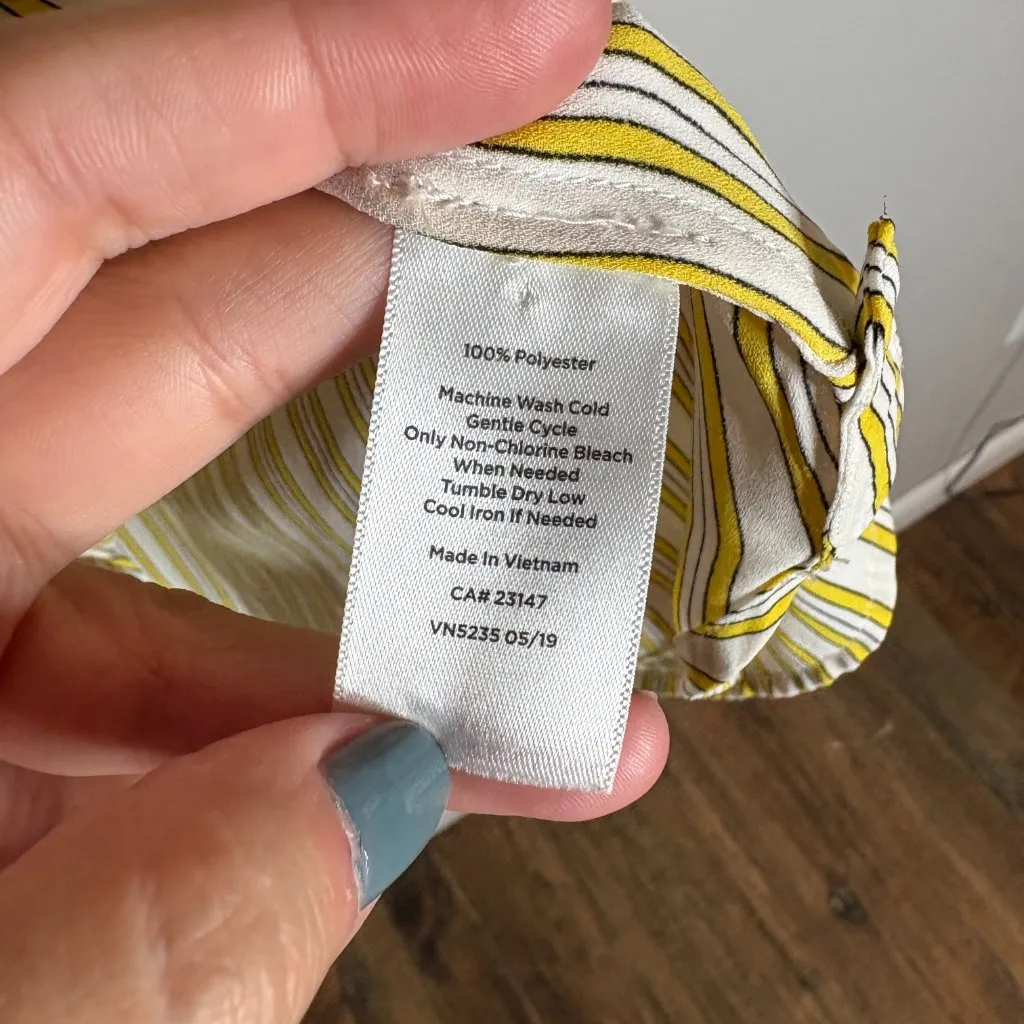 100% Polyester
Machine Wash Cold
Gentle Cycle
Only Non-Chlorine Bleach
When Needed
Tumble Dry Low
Cool Iron If Needed
Made In Vietnam
CA# 23147
VN5235 05/19